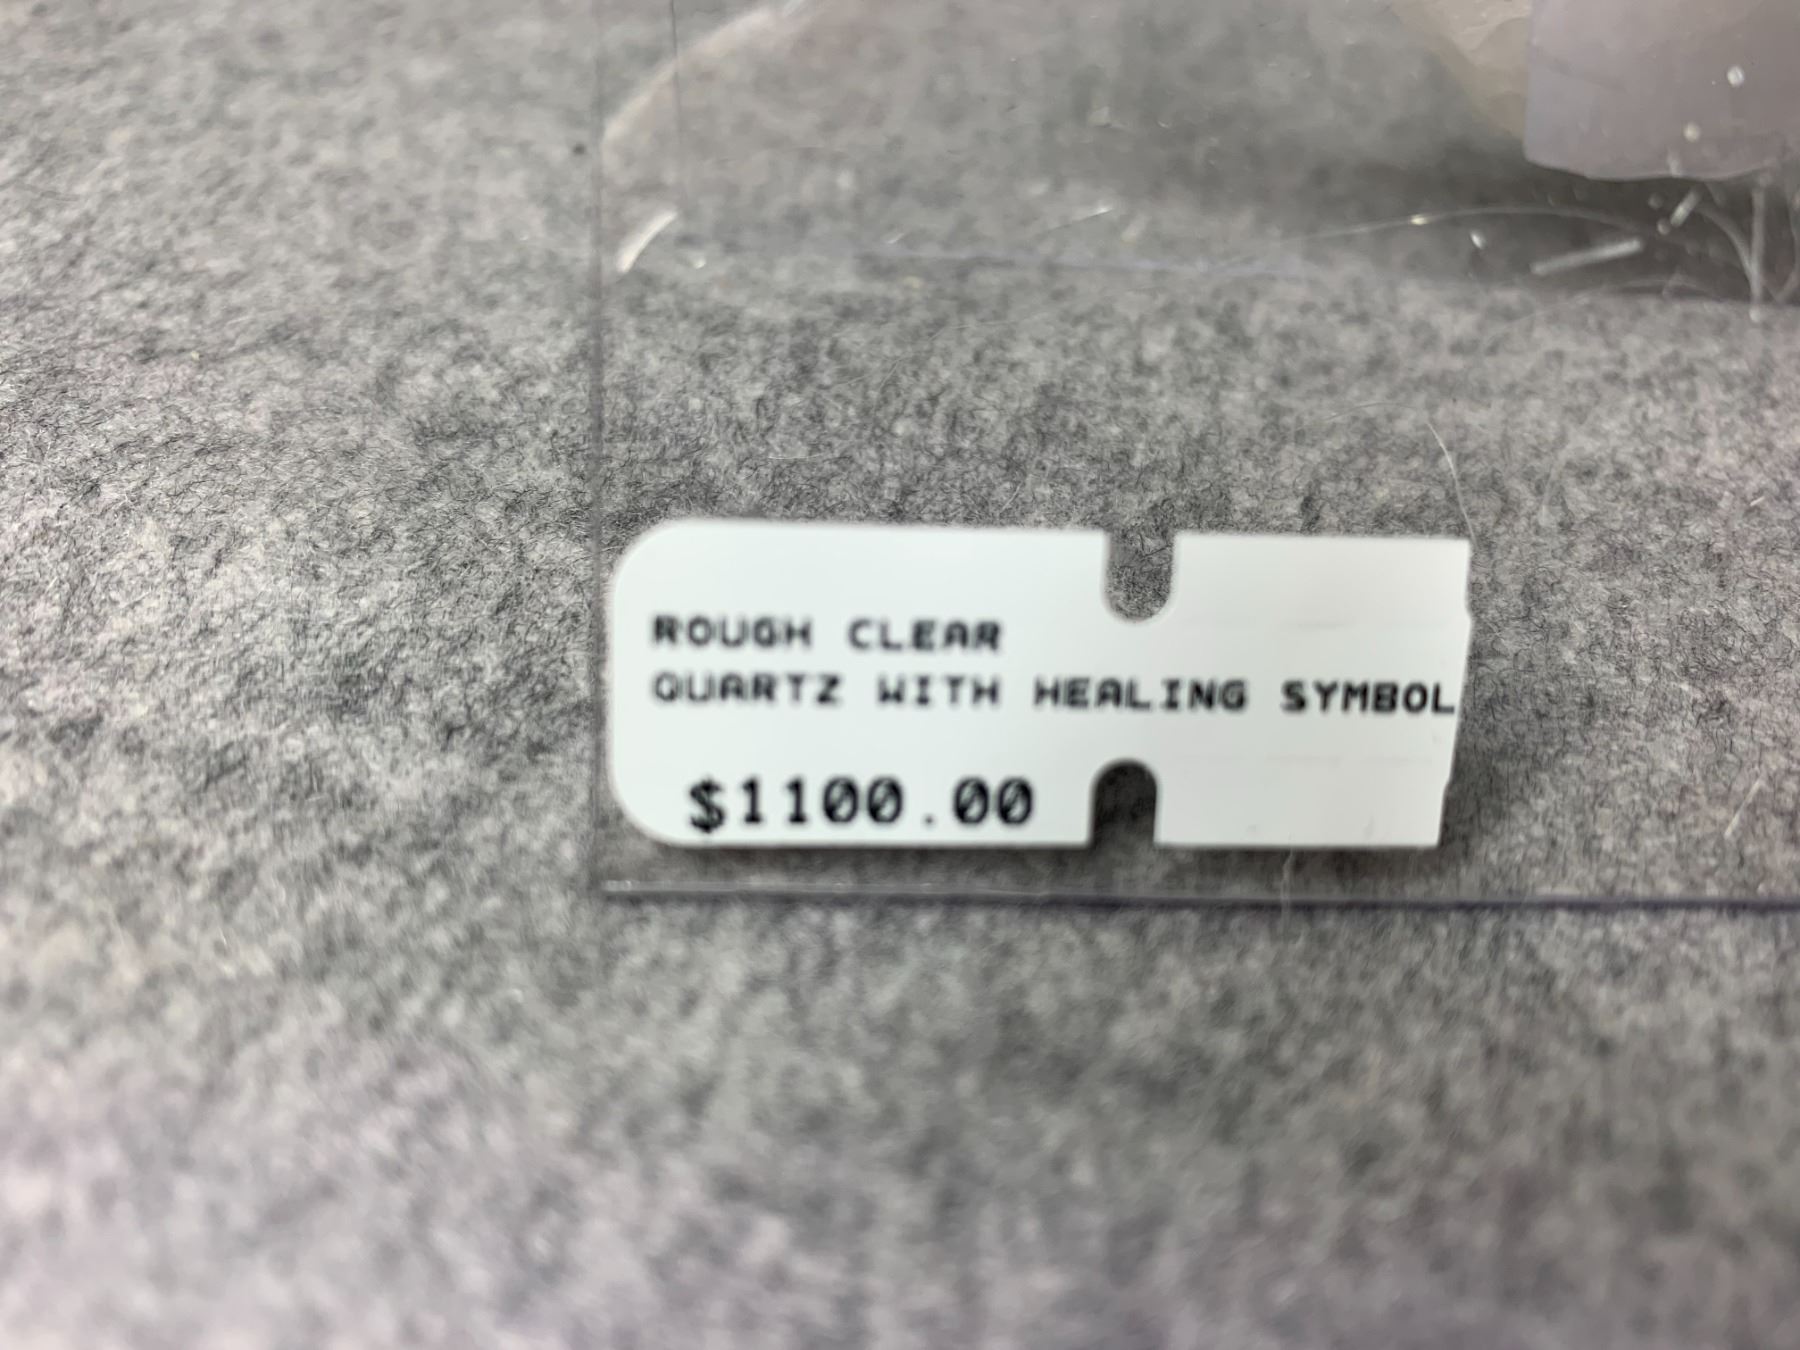 ROUGH CLEAR
QUARTZ WITH HEALING SYMBOL
$1100.00